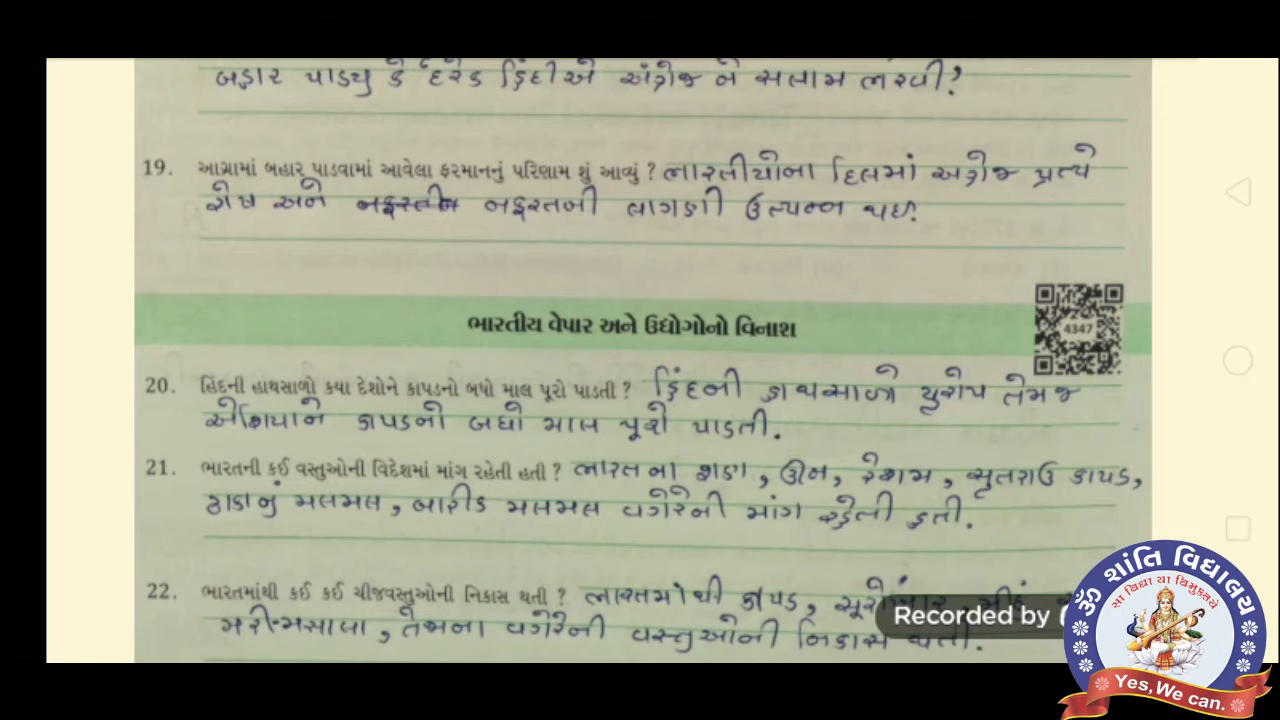 બહાર પાડ્યુ કે દરેક હિંદીએ અંગ્રેજ ને સલામ ભરવી?
19. આગ્રામાં બહાર પાડવામાં આવેલા ફરમાનનું પરિણામ શું આવ્યું ? ભારતીયોના દિલમાં અંગ્રેજ પ્રત્યે
રોષ અને નફરતની લાગણી ઉત્પન્ન થઇ.
ભારતીય વેપાર અને ઉદ્યોગોનો વિનાશ
4347
20. હિંદની હાથસાળો કયા દેશોને કાપડનો બધો માલ પૂરો પાડતી ? હિંદની હાથસાળો યુરોપ તેમજ
એશિયાને કાપડનો બધો માલ પૂરો પાડતી.
21. ભારતની કઈ વસ્તુઓની વિદેશમાં માંગ રહેતી હતી ? ભારતના શણ, ઊન, રેશમ, સુતરાઉ કાપડ,
ઢાકાનું મલમલ, બારીક મલમલ વગેરેની માંગ રહેલી હતી.
22. ભારતમાંથી કઈ કઈ ચીજવસ્તુઓની નિકાસ થતી ? ભારતમાંથી કાપડ,
મરી-મસાલા, તેજાના વગેરેની વસ્તુઓની નિકાસ થતી.
Recorded by
ૐ શાંતિ વિદ્યાલય
સા વિદ્યા યા વિમુક્તયે
Yes, We can.